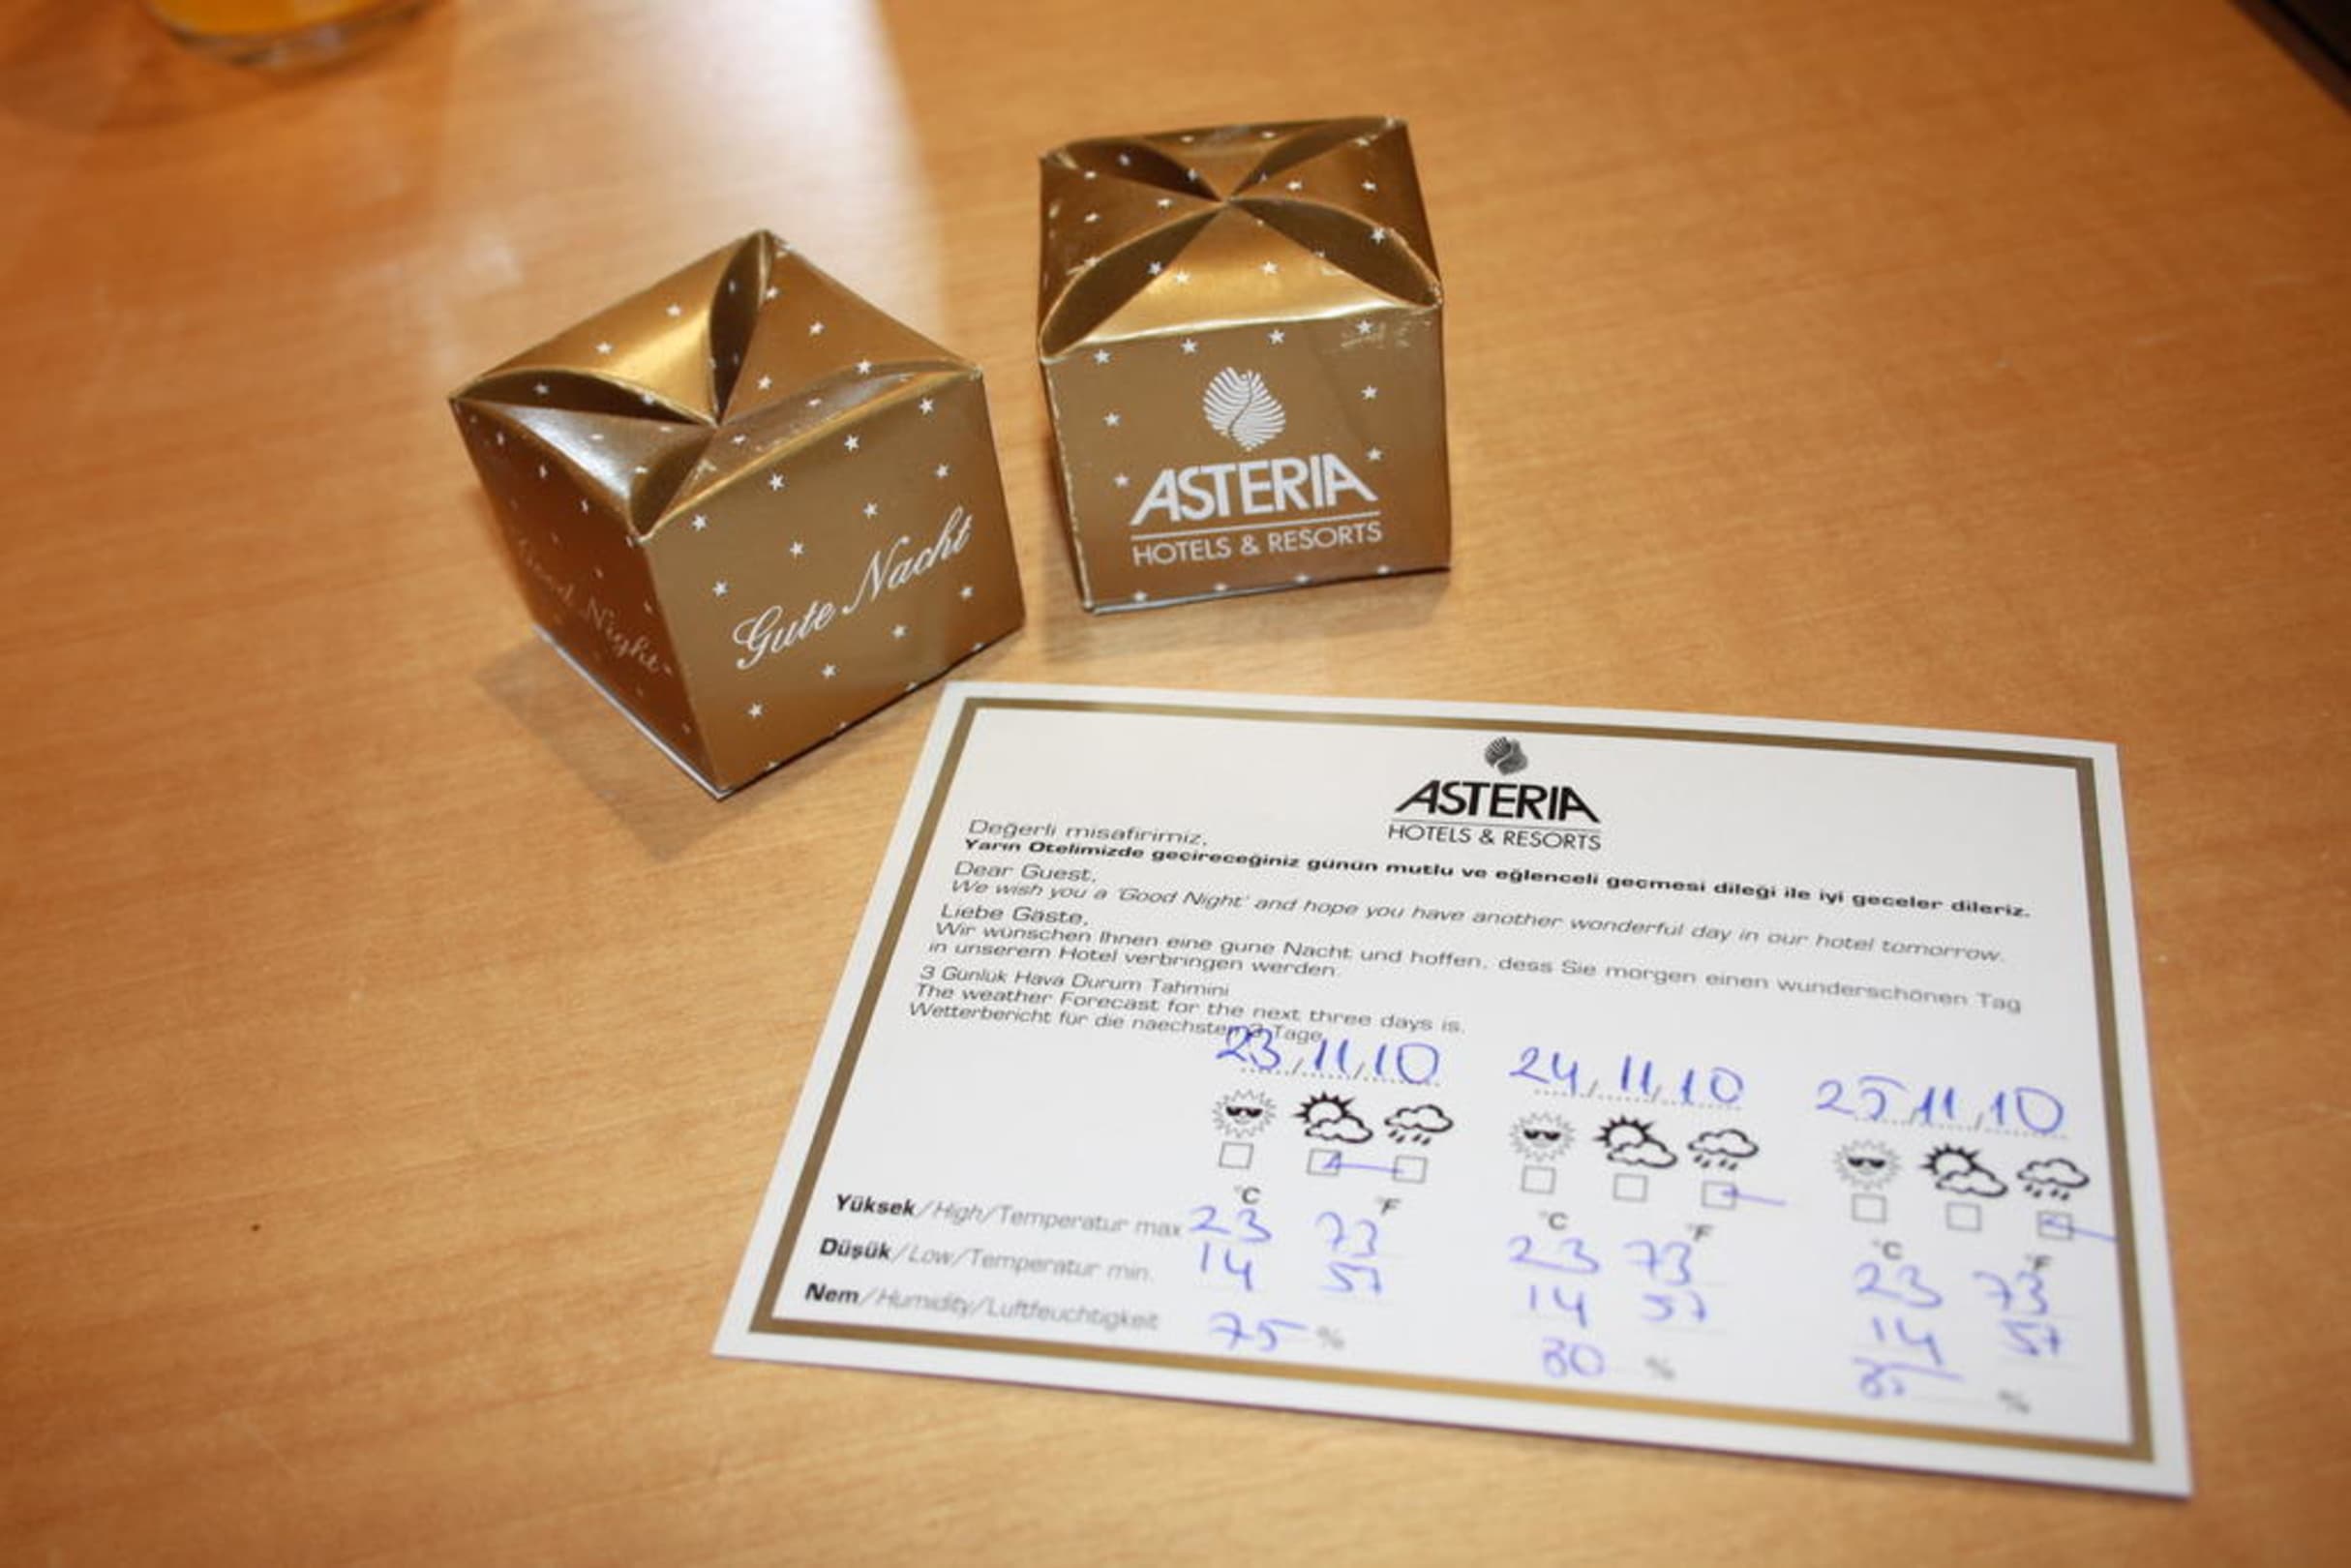 Good Night
Gute Nacht
ASTERIA
HOTELS & RESORTS
ASTERIA
HOTELS & RESORTS
Değerli misafirimiz,
Yarın Otelimizde geçireceğiniz günün mutlu ve eğlenceli geçmesi dileği ile iyi geceler dileriz.
Dear Guest,
We wish you a 'Good Night' and hope you have another wonderful day in our hotel tomorrow.
Liebe Gäste,
Wir wünschen Ihnen eine gune Nacht und hoffen, dess Sie morgen einen wunderschönen Tag
in unserem Hotel verbringen werden.
3 Günlük Hava Durum Tahmini
The weather Forecast for the next three days is.
Wetterbericht für die naechsten 3 Tage
23/11/10 24/11/10 25/11/10
°C °F °C °F °C °F
Yüksek/High/Temperatur max 23 73 23 73 23 73
Düşük/Low/Temperatur min. 14 57 14 57 14 57
Nem/Humidity/Luftfeuchtigkeit 75 % 80 % %